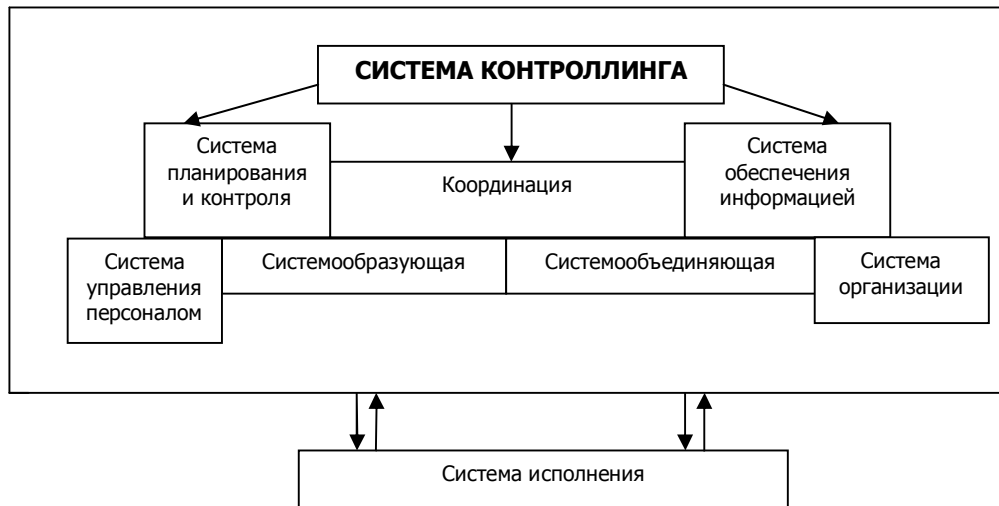 СИСТЕМА КОНТРОЛЛИНГА
Система
планирования
и контроля
Координация
Система
обеспечения
информацией
Система
управления
персоналом
Системообразующая
Системообъединяющая
Система
организации
Система исполнения